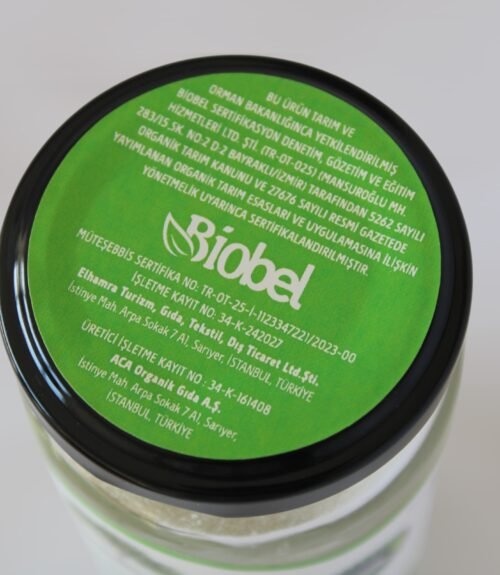 BU ÜRÜN TARIM VE
ORMAN BAKANLIĞINCA YETKİLENDİRİLMİŞ
BİOBEL SERTİFİKASYON DENETİM, GÖZETİM VE EĞİTİM
HİZMETLERİ LTD. ŞTİ. (TR-OT-025) (MANSUROĞLU MH.
283/15.SK. NO:2 D:2 BAYRAKLI/İZMİR) TARAFINDAN 5262 SAYILI
ORGANİK TARIM KANUNU VE 27676 SAYILI RESMİ GAZETEDE
YAYIMLANAN ORGANİK TARIM ESASLARI VE UYGULAMASINA İLİŞKİN
YÖNETMELİK UYARINCA SERTİFİKALANDIRILMIŞTIR.
Biobel
MÜTEŞEBBİS SERTİFİKA NO: TR-OT-25-İ-1123347221/2023-00
İŞLETME KAYIT NO: 34-K-242027
Elhamra Turizm, Gıda, Tekstil, Dış Ticaret Ltd.Şti.
İstinye Mah. Arpa Sokak 7 A1, Sarıyer, İSTANBUL, TÜRKİYE
ÜRETİCİ İŞLETME KAYIT NO : 34-K-161408
ACA Organik Gıda A.Ş.
İstinye Mah. Arpa Sokak 7 A1, Sarıyer,
İSTANBUL, TÜRKİYE